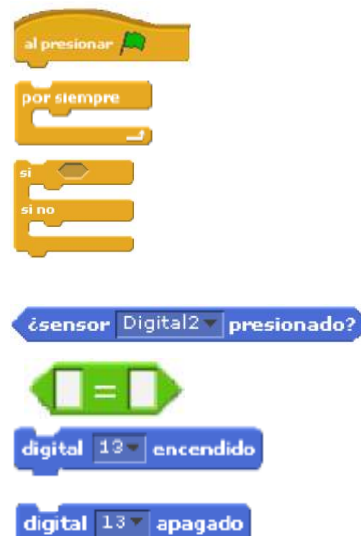 al presionar
por siempre
si
si no
¿sensor Digital2 presionado?
=
digital 13 encendido
digital 13 apagado